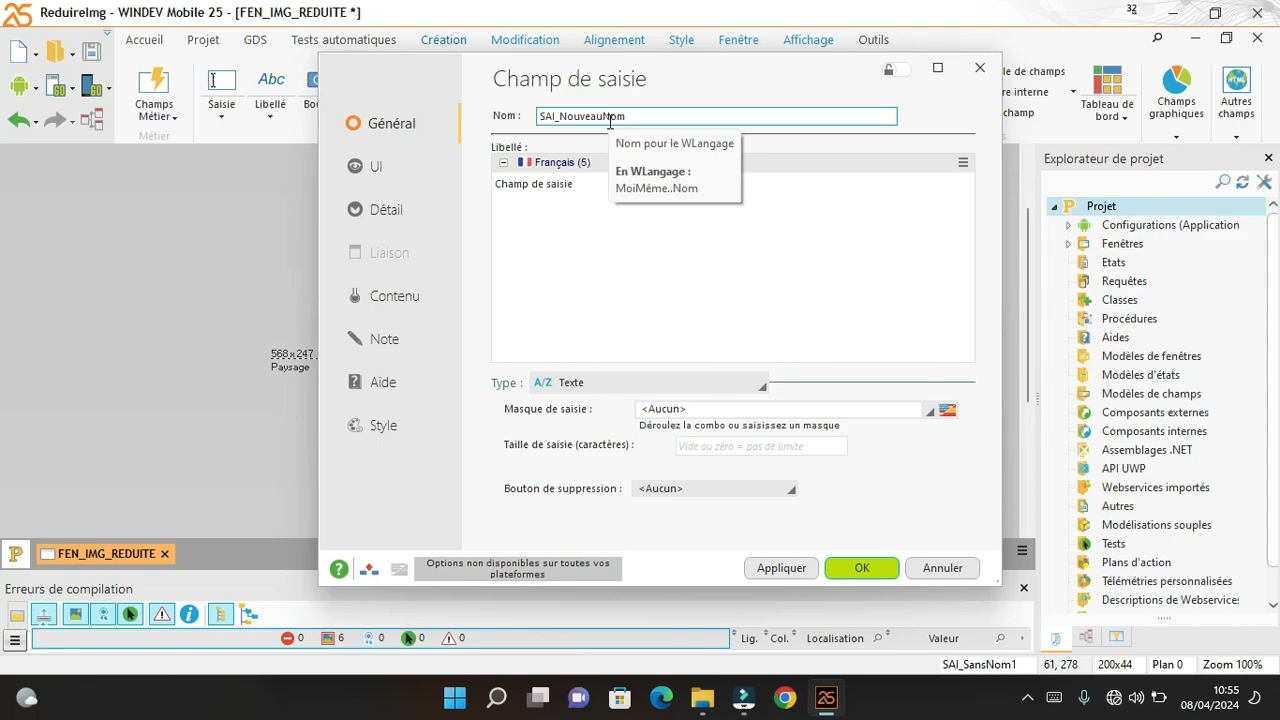 ReduireImg - WINDEV Mobile 25 - [FEN_IMG_REDUITE *]
32
Accueil Projet GDS Tests automatiques Création Modification Alignement Style Fenêtre Affichage Outils
Champs Métier Saisie Libellé
Métier
Tableau de bord Champs graphiques Autres champs
Champ de saisie
Nom : SAI_NouveauNom
Nom pour le WLangage
En WLangage :
MoiMême..Nom
Libellé :
Français (5)
Champ de saisie
Général
UI
Détail
Liaison
Contenu
Note
Aide
Style
568x247
Paysage
Type : A/Z Texte
Masque de saisie : <Aucun>
Déroulez la combo ou saisissez un masque
Taille de saisie (caractères) : Vide ou zéro = pas de limite
Bouton de suppression : <Aucun>
Options non disponibles sur toutes vos plateformes
Appliquer OK Annuler
Explorateur de projet
Projet
Configurations (Application
Fenêtres
Etats
Requêtes
Classes
Procédures
Aides
Modèles de fenêtres
Modèles d'états
Modèles de champs
Composants externes
Composants internes
Assemblages .NET
API UWP
Webservices importés
Autres
Modélisations souples
Tests
Plans d'action
Télémétries personnalisées
Descriptions de Webservice
FEN_IMG_REDUITE
Erreurs de compilation
0 6 0 0 0
Lig. Col. Localisation Valeur
SAI_SansNom1 61, 278 200x44 Plan 0 Zoom 100%
10:55
08/04/2024